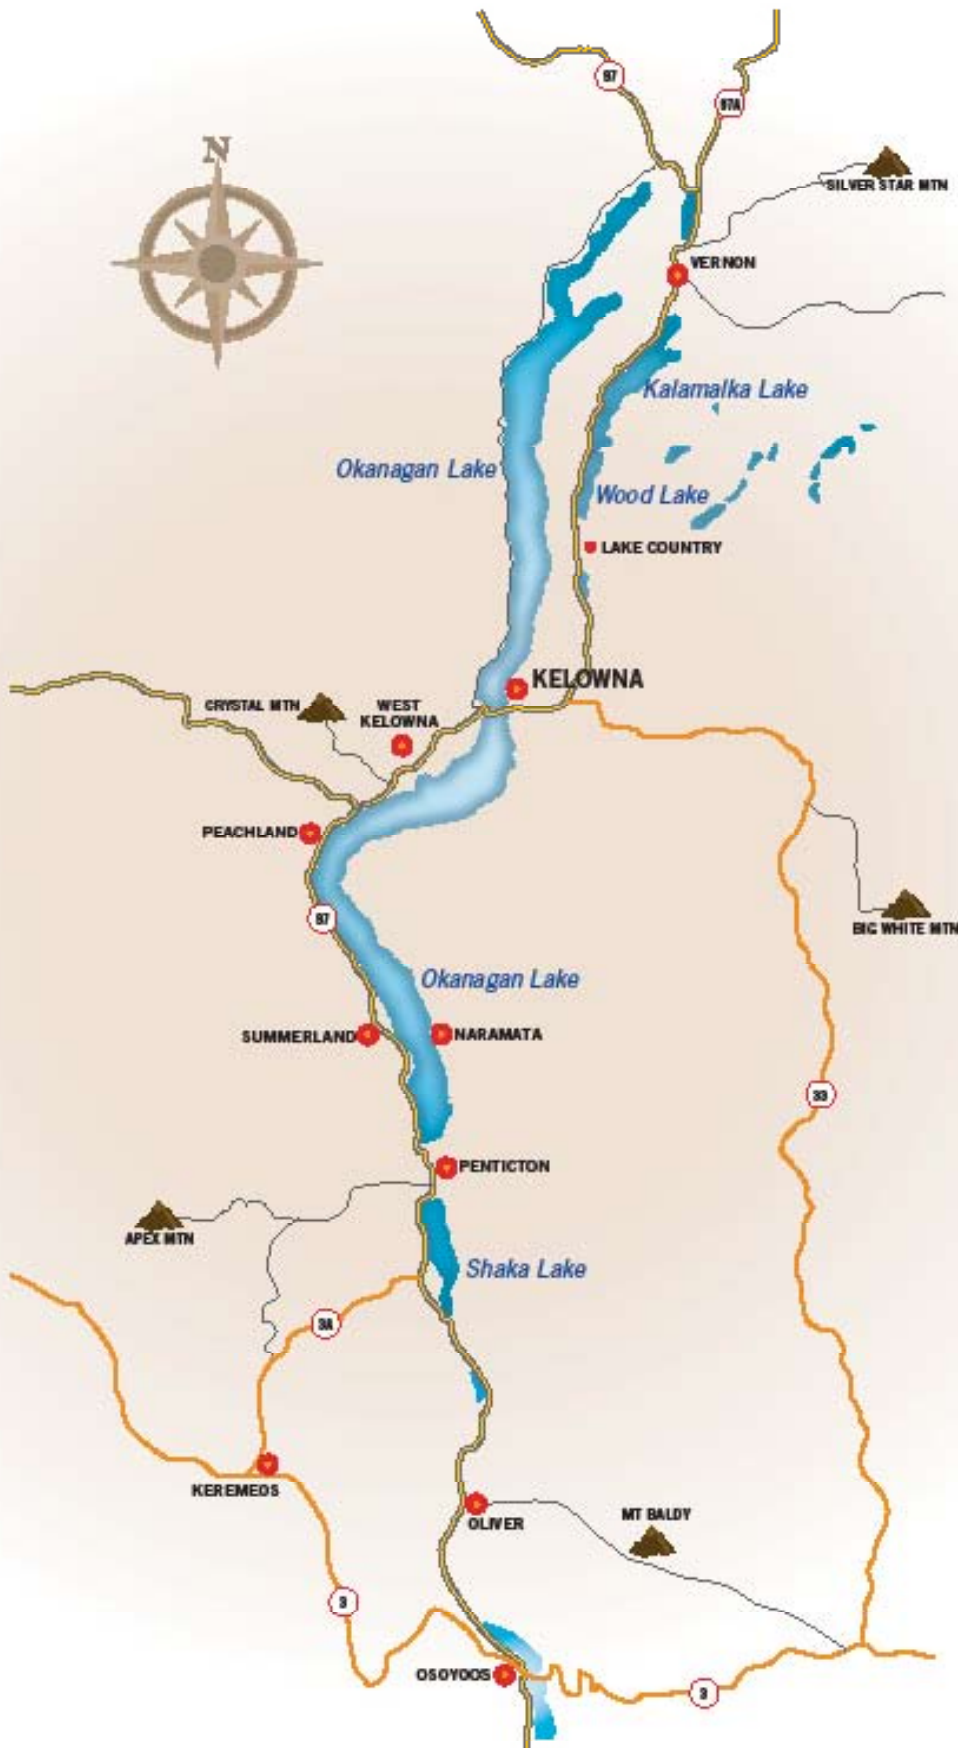 97
97A
N
SILVER STAR MTN
VERNON
Kalamalka Lake
Okanagan Lake
Wood Lake
LAKE COUNTRY
KELOWNA
CRYSTAL MTN
WEST
KELOWNA
PEACHLAND
97
BIG WHITE MTN
Okanagan Lake
SUMMERLAND
NARAMATA
33
PENTICTON
APEX MTN
Shaka Lake
3A
KEREMEOS
OLIVER
MT BALDY
3
OSOYOOS
3